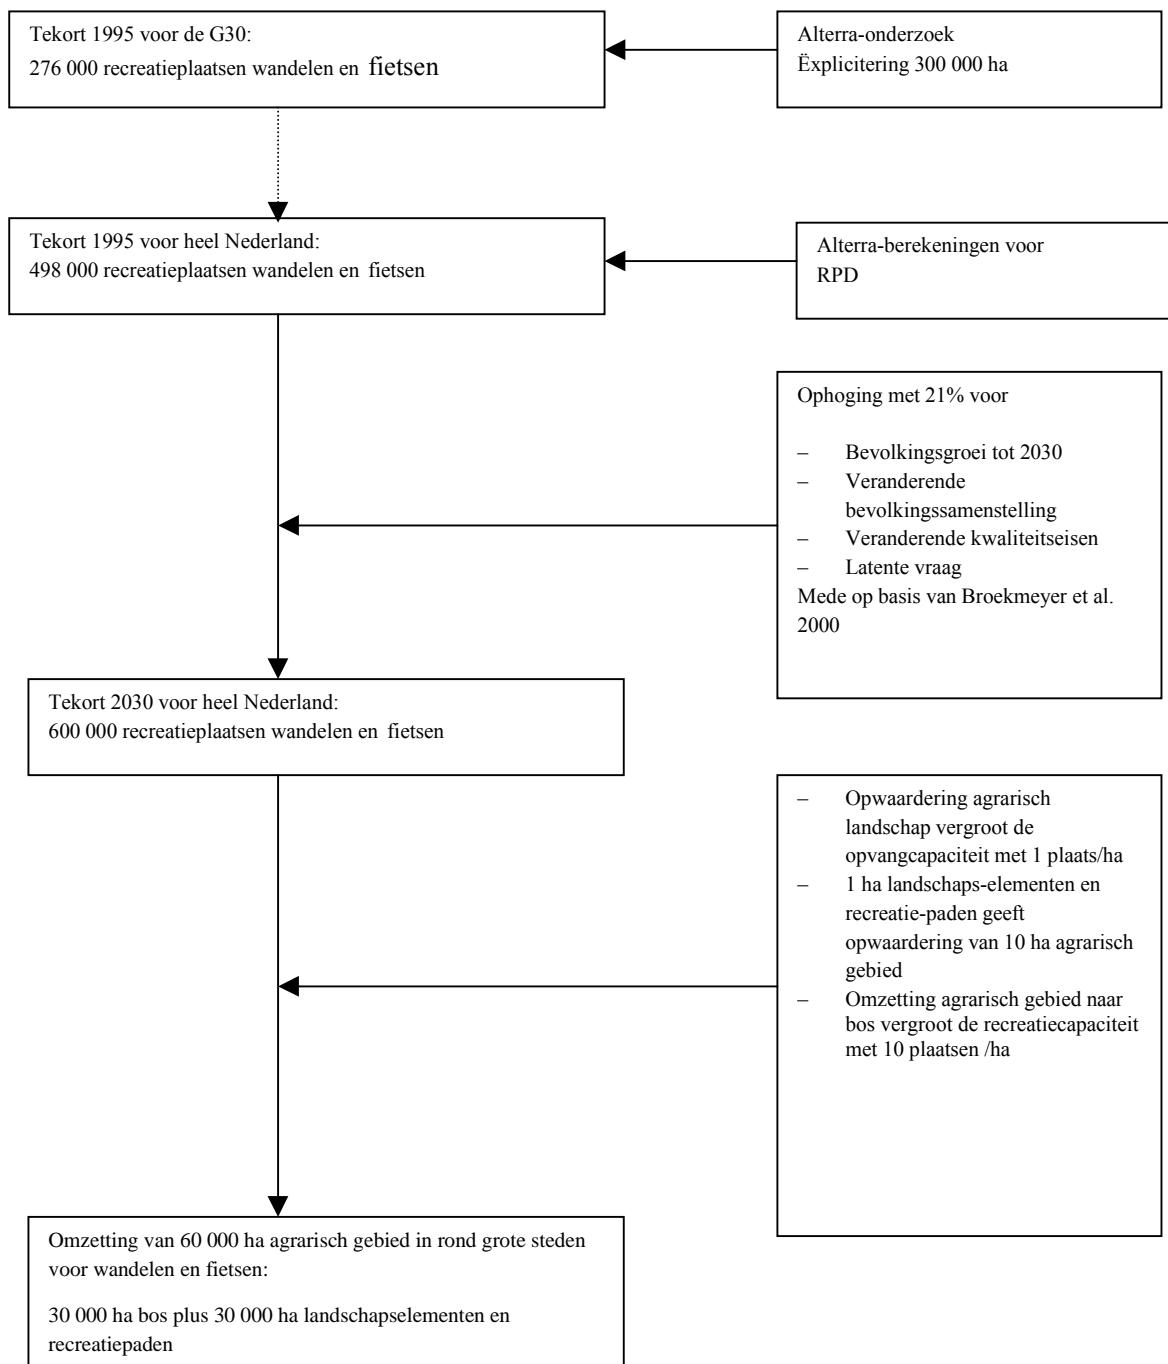 Tekort 1995 voor de G30:
276 000 recreatieplaatsen wandelen en fietsen
Alterra-onderzoek
Ëxplicitering 300 000 ha
Tekort 1995 voor heel Nederland:
498 000 recreatieplaatsen wandelen en fietsen
Alterra-berekeningen voor
RPD
Ophoging met 21% voor
– Bevolkingsgroei tot 2030
– Veranderende
bevolkingssamenstelling
– Veranderende kwaliteitseisen
– Latente vraag
Mede op basis van Broekmeyer et al.
2000
Tekort 2030 voor heel Nederland:
600 000 recreatieplaatsen wandelen en fietsen
– Opwaardering agrarisch
landschap vergroot de
opvangcapaciteit met 1 plaats/ha
– 1 ha landschaps-elementen en
recreatie-paden geeft
opwaardering van 10 ha agrarisch
gebied
– Omzetting agrarisch gebied naar
bos vergroot de recreatiecapaciteit
met 10 plaatsen /ha
Omzetting van 60 000 ha agrarisch gebied in rond grote steden
voor wandelen en fietsen:
30 000 ha bos plus 30 000 ha landschapselementen en
recreatiepaden